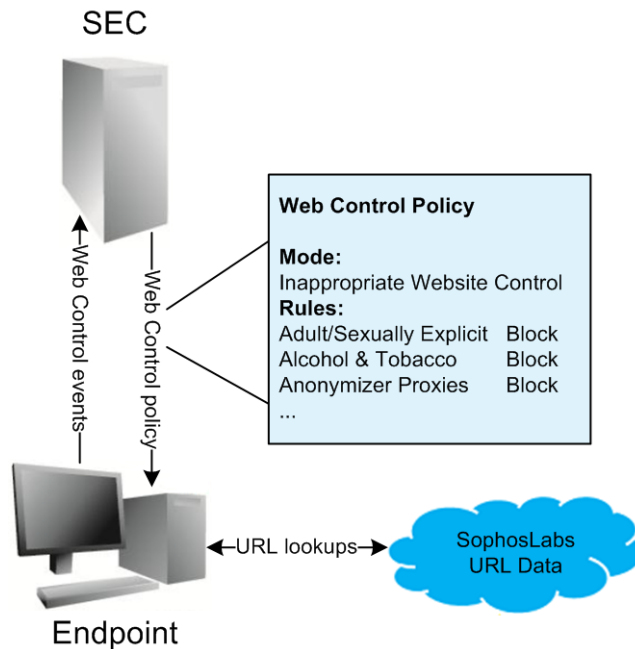 SEC
Web Control events
Web Control policy
Web Control Policy
Mode:
Inappropriate Website Control
Rules:
Adult/Sexually Explicit Block
Alcohol & Tobacco Block
Anonymizer Proxies Block
...
URL lookups
SophosLabs
URL Data
Endpoint